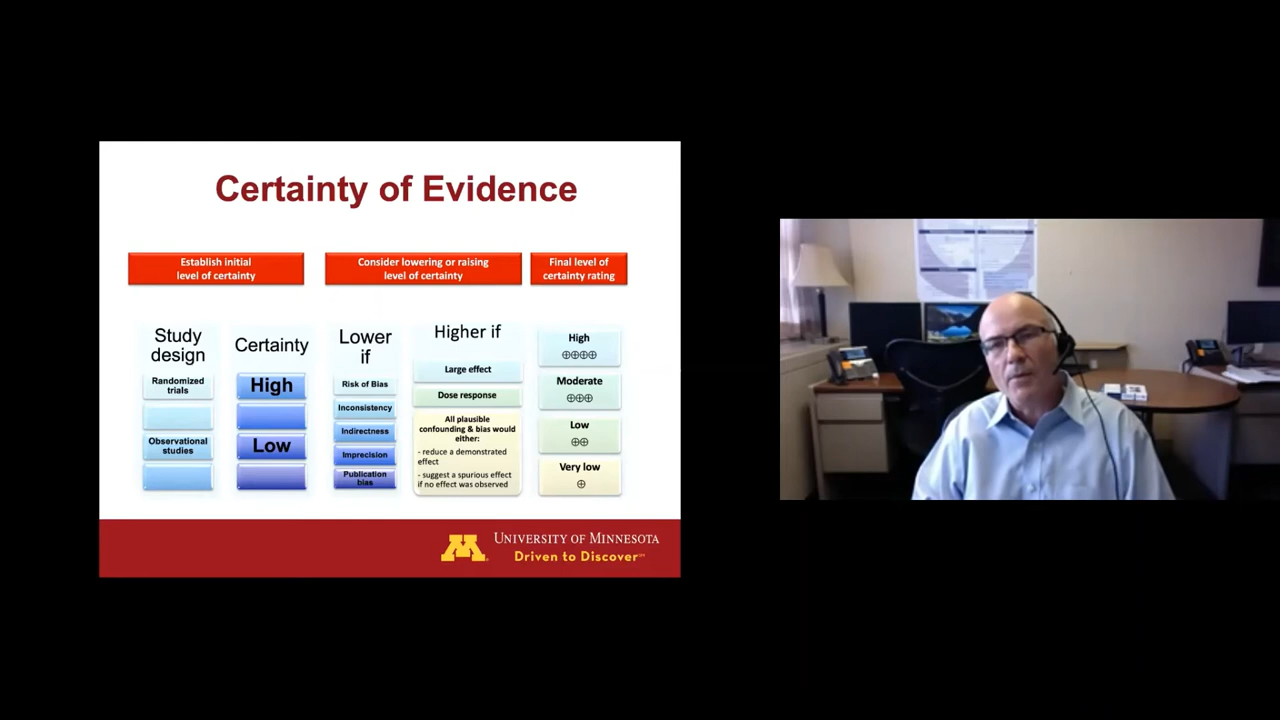 Certainty of Evidence
Establish initial
level of certainty
Consider lowering or raising
level of certainty
Final level of
certainty rating
Study
design
Randomized
trials
Observational
studies
Certainty
High
Low
Lower
if
Risk of Bias
Inconsistency
Indirectness
Imprecision
Publication
bias
Higher if
Large effect
Dose response
All plausible
confounding & bias would
either:
- reduce a demonstrated
effect
- suggest a spurious effect
if no effect was observed
High
⊕⊕⊕⊕
Moderate
⊕⊕⊕
Low
⊕⊕
Very low
⊕
M
UNIVERSITY OF MINNESOTA
Driven to Discover℠